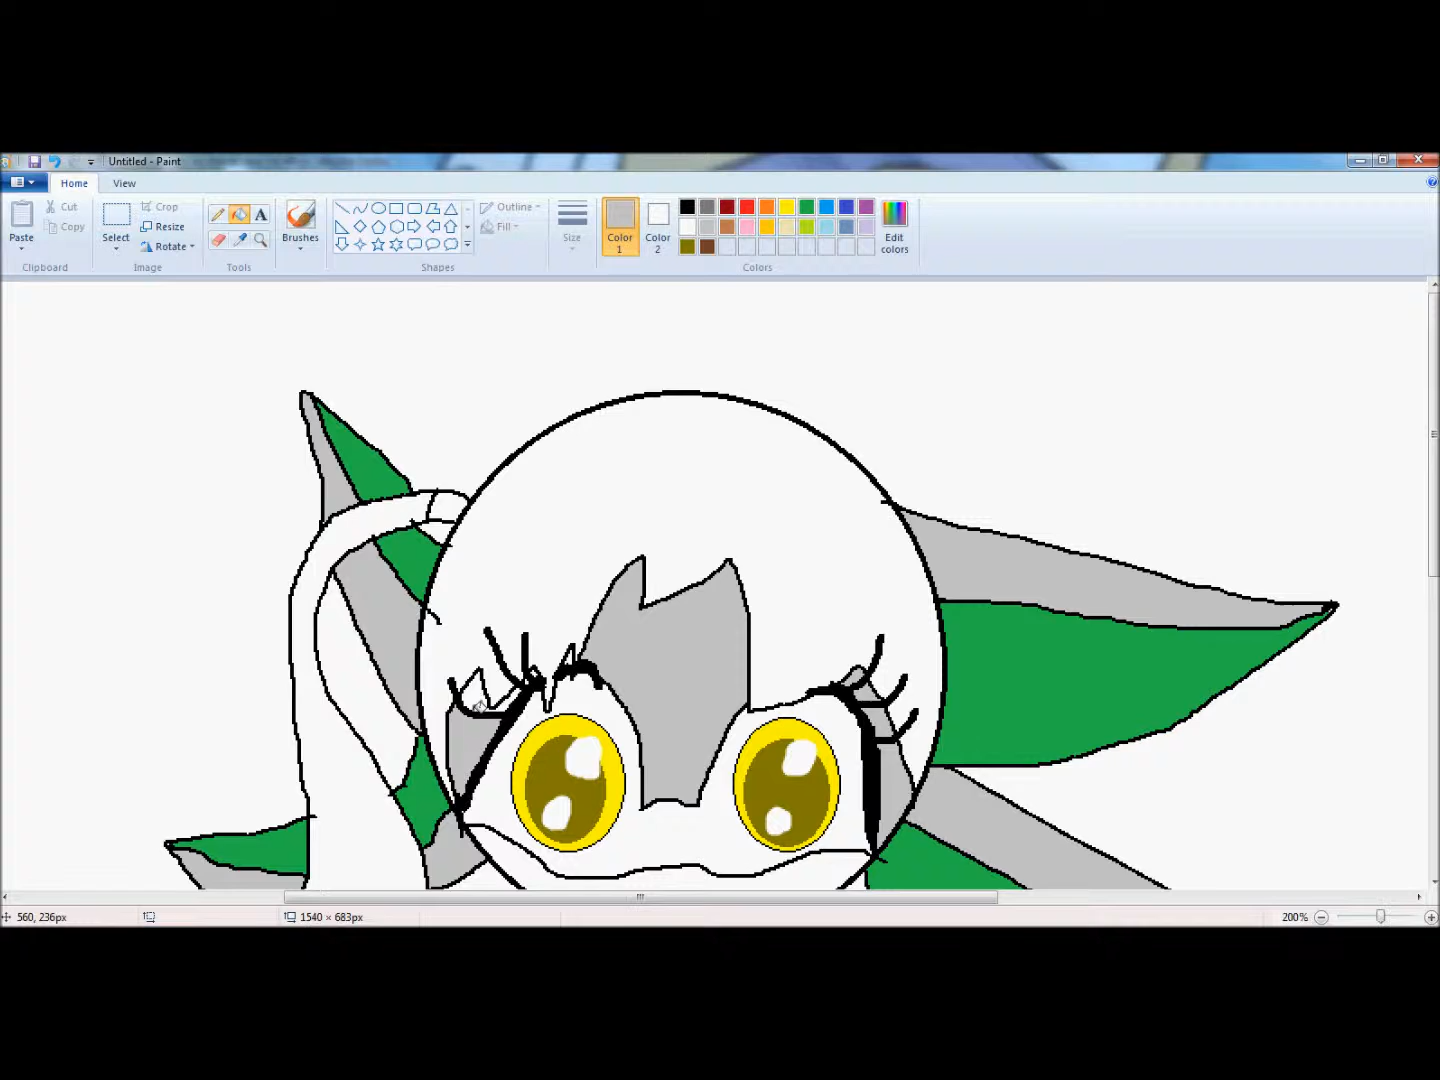 Untitled - Paint
Home View
Paste
Cut
Copy
Clipboard
Select
Crop
Resize
Rotate
Image
A
Tools
Brushes
Outline
Fill
Shapes
Size
Color 1
Color 2
Edit colors
Colors
560, 236px
1540 × 683px
200%